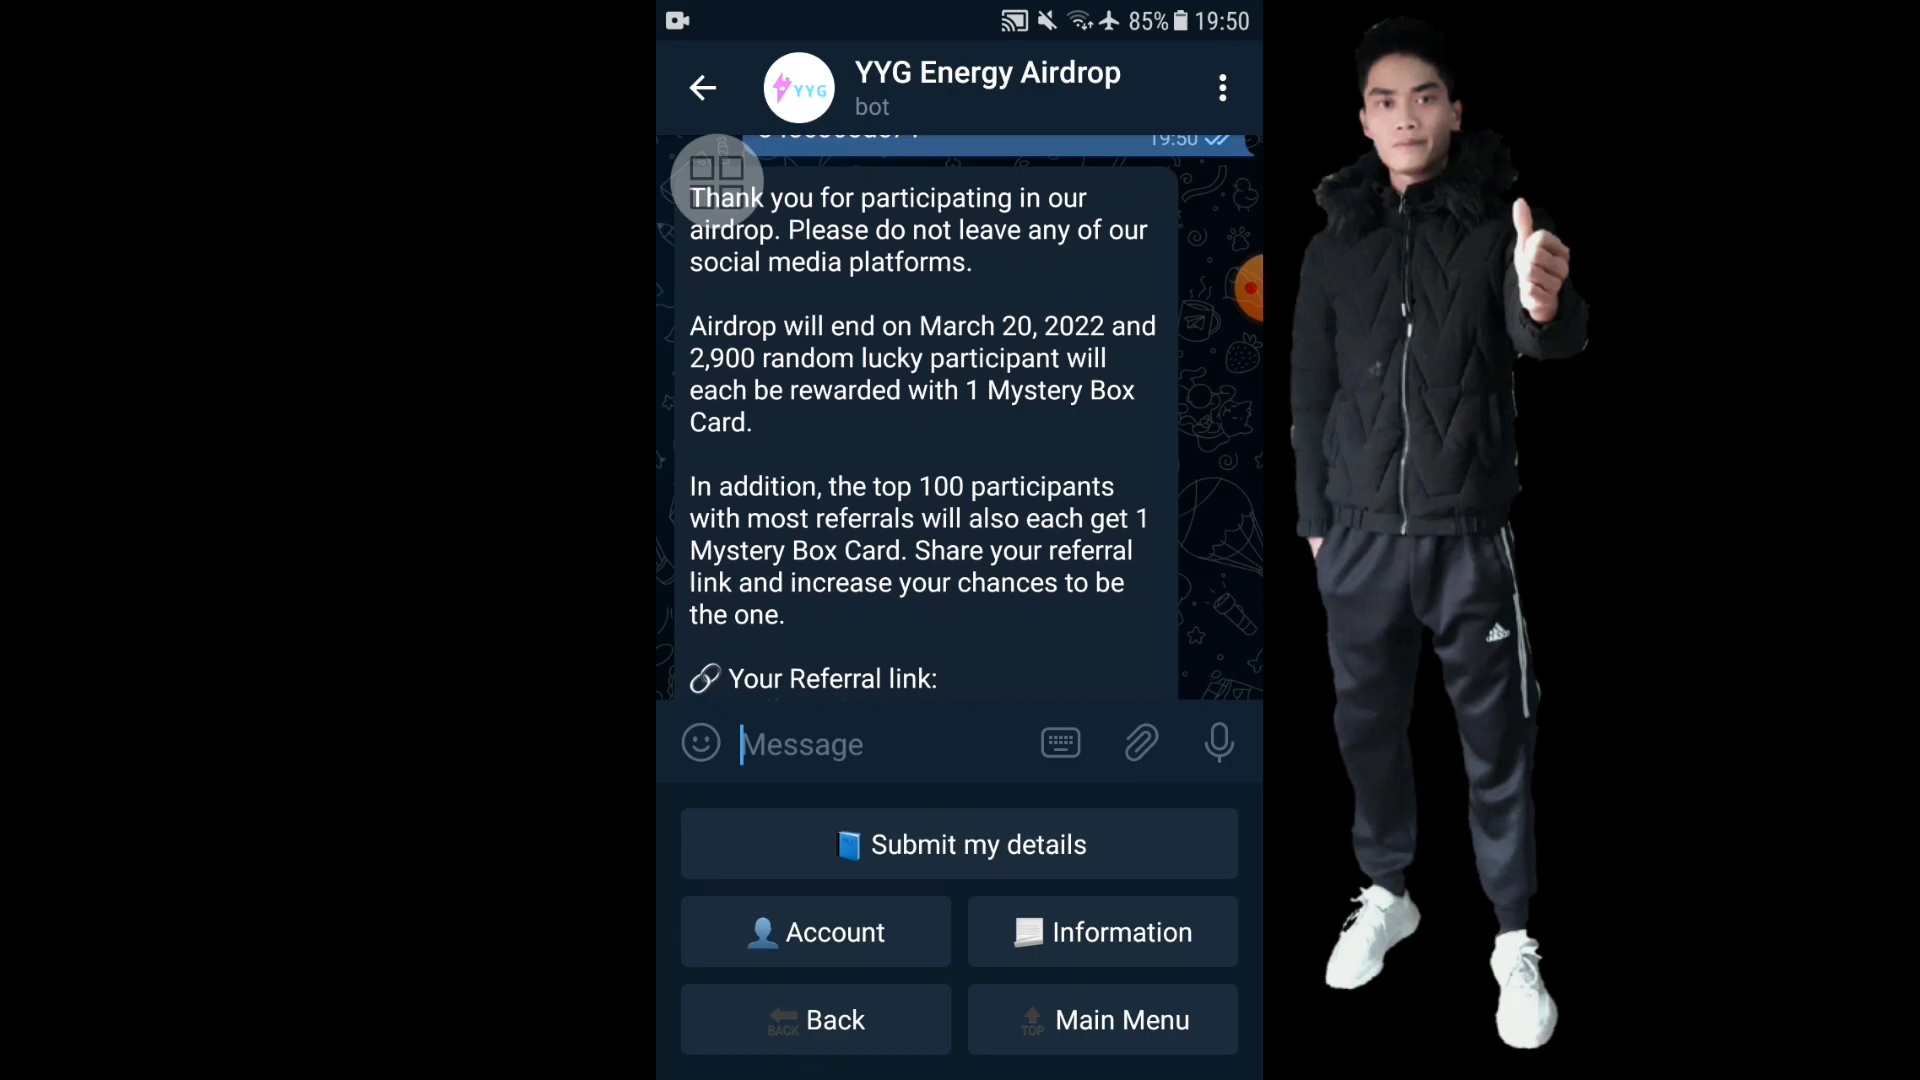 85% 19:50
YYG
YYG Energy Airdrop
bot
19:50
Thank you for participating in our
airdrop. Please do not leave any of our
social media platforms.
Airdrop will end on March 20, 2022 and
2,900 random lucky participant will
each be rewarded with 1 Mystery Box
Card.
In addition, the top 100 participants
with most referrals will also each get 1
Mystery Box Card. Share your referral
link and increase your chances to be
the one.
🔗 Your Referral link:
Message
📘 Submit my details
👤 Account
📃 Information
🔙 Back
🔝 Main Menu